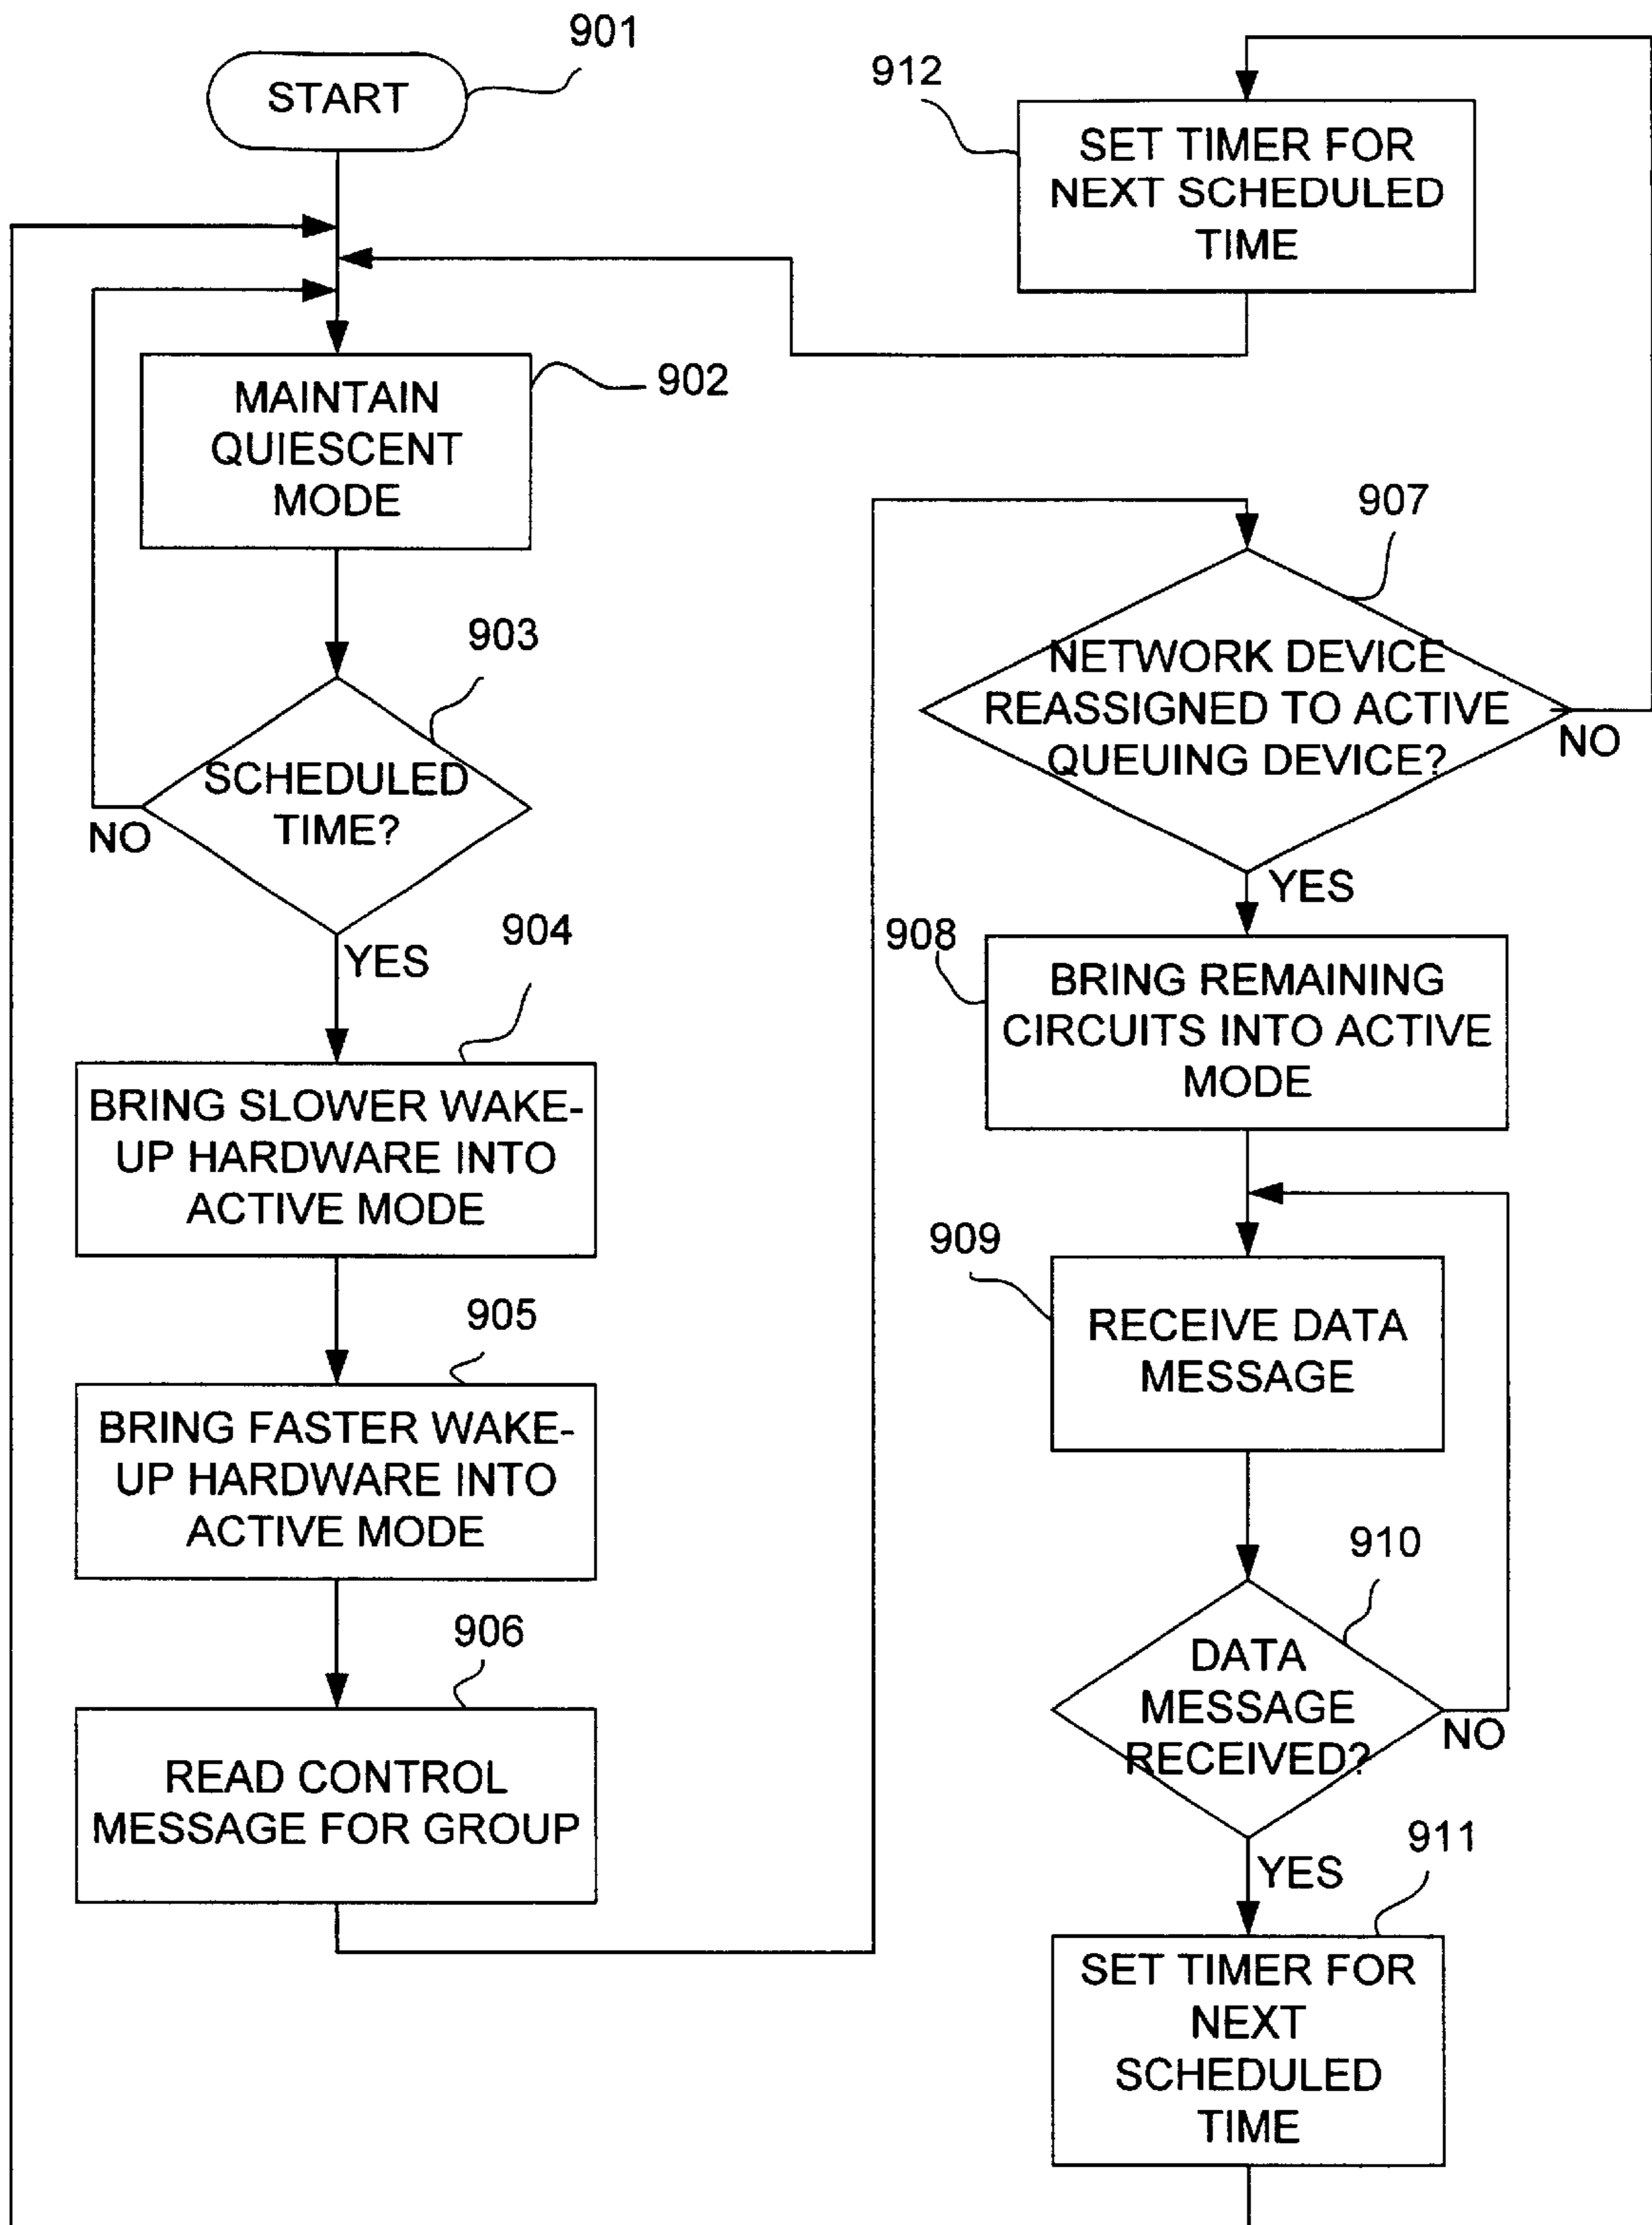 901
START
902
MAINTAIN
QUIESCENT
MODE
903
SCHEDULED
TIME?
NO
YES
904
BRING SLOWER WAKE-
UP HARDWARE INTO
ACTIVE MODE
905
BRING FASTER WAKE-
UP HARDWARE INTO
ACTIVE MODE
906
READ CONTROL
MESSAGE FOR GROUP
912
SET TIMER FOR
NEXT SCHEDULED
TIME
907
NETWORK DEVICE
REASSIGNED TO ACTIVE
QUEUING DEVICE?
NO
YES
908
BRING REMAINING
CIRCUITS INTO ACTIVE
MODE
909
RECEIVE DATA
MESSAGE
910
DATA
MESSAGE
RECEIVED?
NO
YES
911
SET TIMER FOR
NEXT
SCHEDULED
TIME